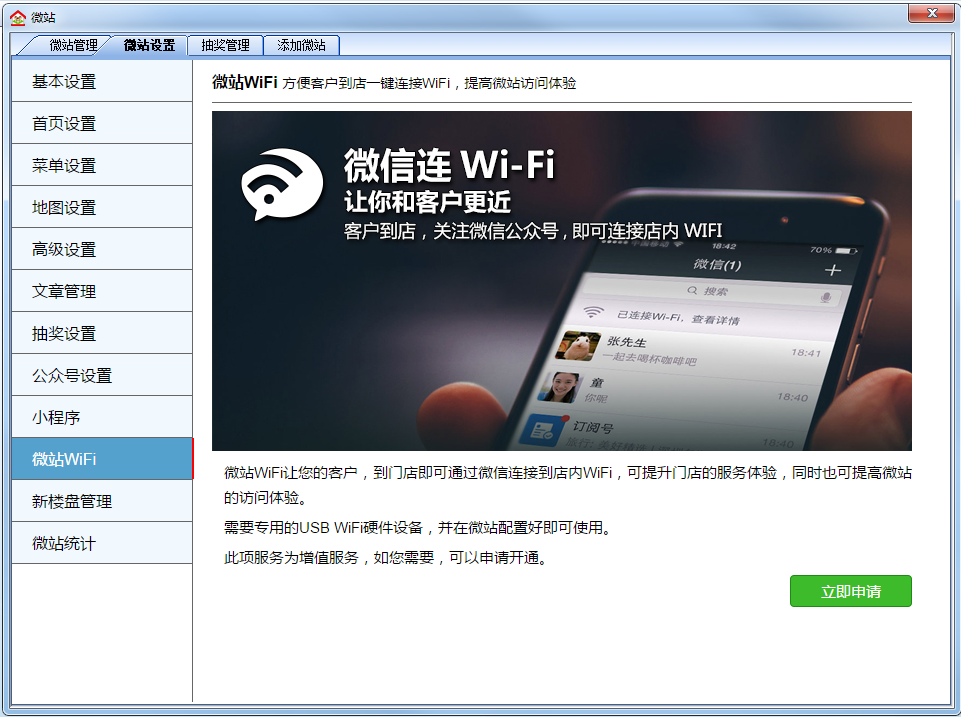 微站
微站管理
微站设置
抽奖管理
添加微站
基本设置
首页设置
菜单设置
地图设置
高级设置
文章管理
抽奖设置
公众号设置
小程序
微站WiFi
新楼盘管理
微站统计
微站WiFi 方便客户到店一键连接WiFi，提高微站访问体验
微信连 Wi-Fi
让你和客户更近
客户到店，关注微信公众号，即可连接店内 WIFI
中国移动 18:42 70%
微信(1)
搜索
已连接Wi-Fi，查看详情
张先生 18:41
一起去喝杯咖啡吧
童 18:40
你呢
订阅号 18:40
微站WiFi让您的客户，到门店即可通过微信连接到店内WiFi，可提升门店的服务体验，同时也可提高微站
的访问体验。
需要专用的USB WiFi硬件设备，并在微站配置好即可使用。
此项服务为增值服务，如您需要，可以申请开通。
立即申请